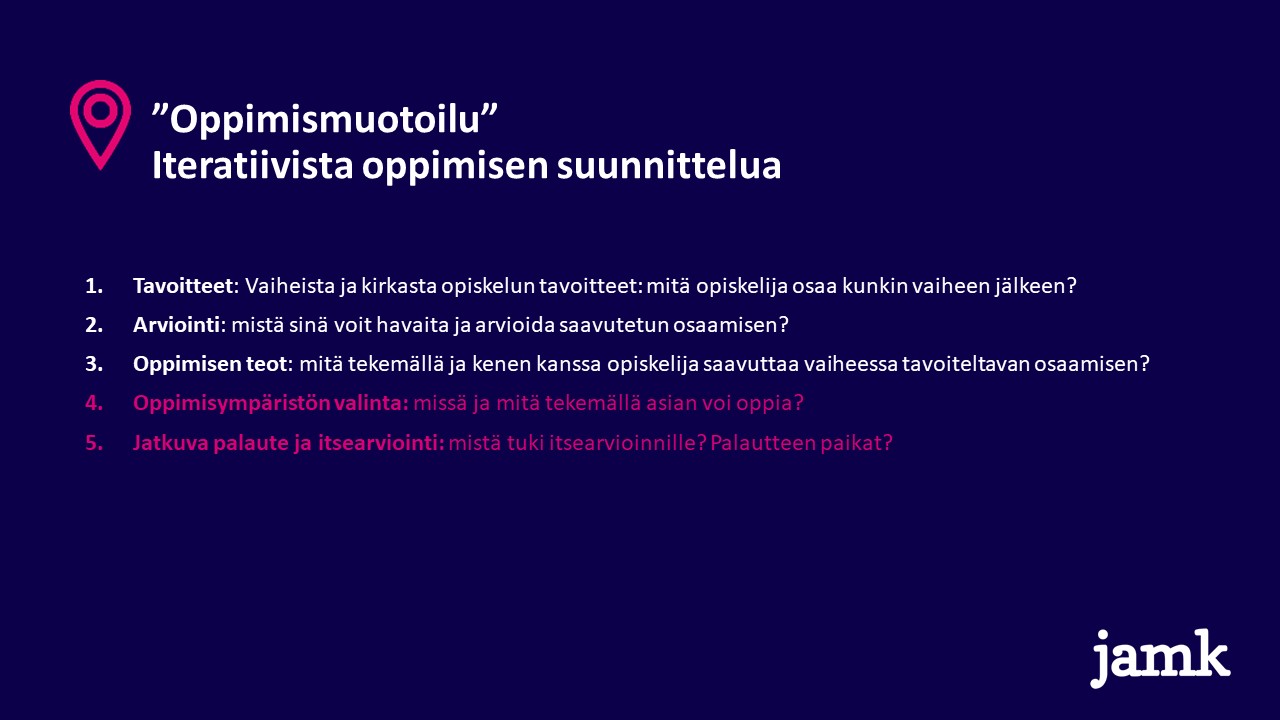 ”Oppimismuotoilu”
Iteratiivista oppimisen suunnittelua
1. Tavoitteet: Vaiheista ja kirkasta opiskelun tavoitteet: mitä opiskelija osaa kunkin vaiheen jälkeen?
2. Arviointi: mistä sinä voit havaita ja arvioida saavutetun osaamisen?
3. Oppimisen teot: mitä tekemällä ja kenen kanssa opiskelija saavuttaa vaiheessa tavoiteltavan osaamisen?
4. Oppimisympäristön valinta: missä ja mitä tekemällä asian voi oppia?
5. Jatkuva palaute ja itsearviointi: mistä tuki itsearvioinnille? Palautteen paikat?
jamk